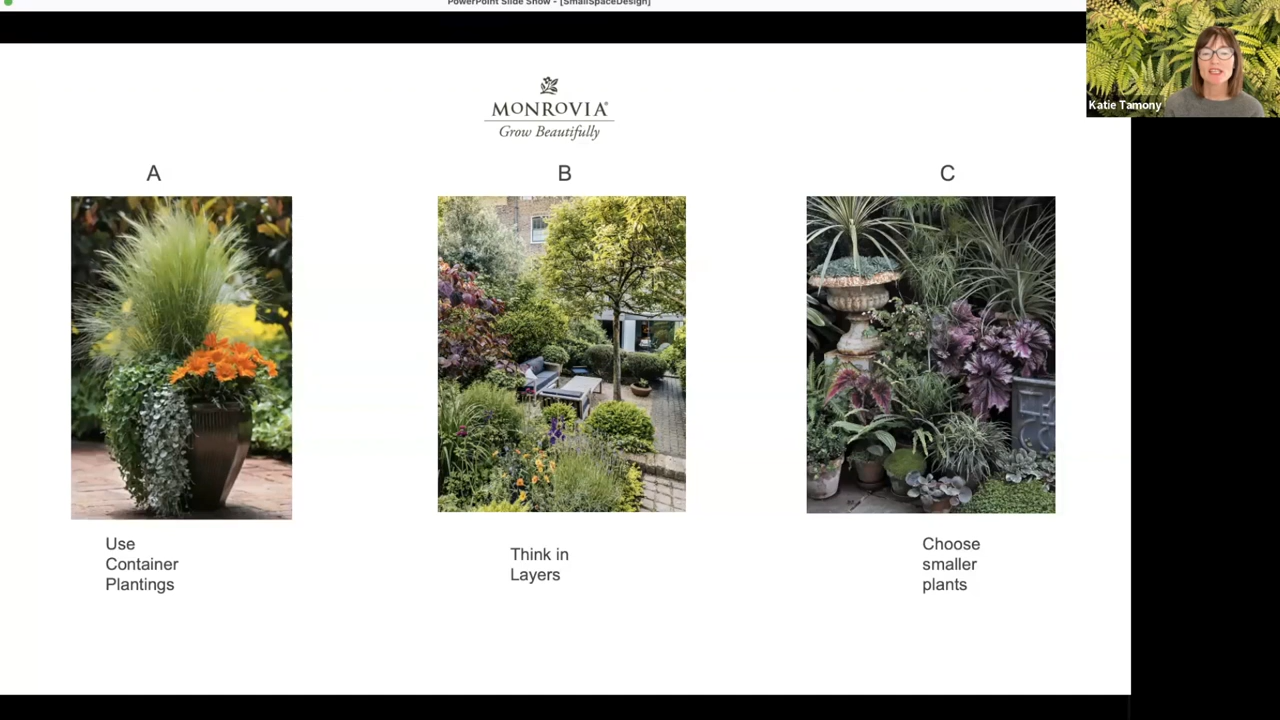 PowerPoint Slide Show - [SmallSpaceDesign]
Katie Tamony
MONROVIA®
Grow Beautifully
A
B
C
Use
Container
Plantings
Think in
Layers
Choose
smaller
plants